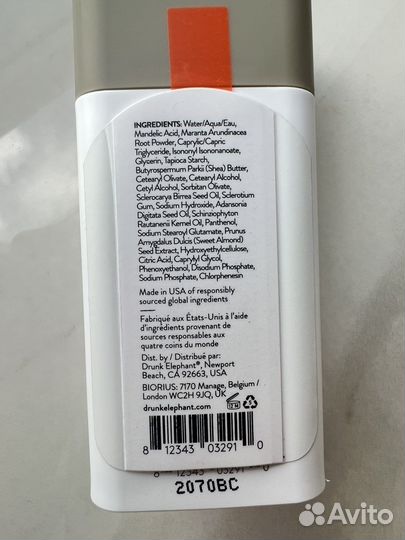 INGREDIENTS: Water/Aqua/Eau,
Mandelic Acid, Maranta Arundinacea
Root Powder, Caprylic/Capric
Triglyceride, Isononyl Isononanoate,
Glycerin, Tapioca Starch,
Butyrospermum Parkii (Shea) Butter,
Cetearyl Olivate, Cetearyl Alcohol,
Cetyl Alcohol, Sorbitan Olivate,
Sclerocarya Birrea Seed Oil, Sclerotium
Gum, Sodium Hydroxide, Adansonia
Digitata Seed Oil, Schinziophyton
Rautanenii Kernel Oil, Panthenol,
Sodium Stearoyl Glutamate, Prunus
Amygdalus Dulcis (Sweet Almond)
Seed Extract, Hydroxyethylcellulose,
Citric Acid, Caprylyl Glycol,
Phenoxyethanol, Disodium Phosphate,
Sodium Phosphate, Chlorphenesin
Made in USA of responsibly
sourced global ingredients
Fabriqué aux États-Unis à l'aide
d'ingrédients provenant de
sources responsables aux
quatre coins du monde
Dist. by / Distribué par:
Drunk Elephant®, Newport
Beach, CA 92663, USA
BIORIUS: 7170 Manage, Belgium /
London WC2H 9JQ, UK
drunkelephant.com
8 12343 03291 0
12343 03291 0
2070BC
Avito